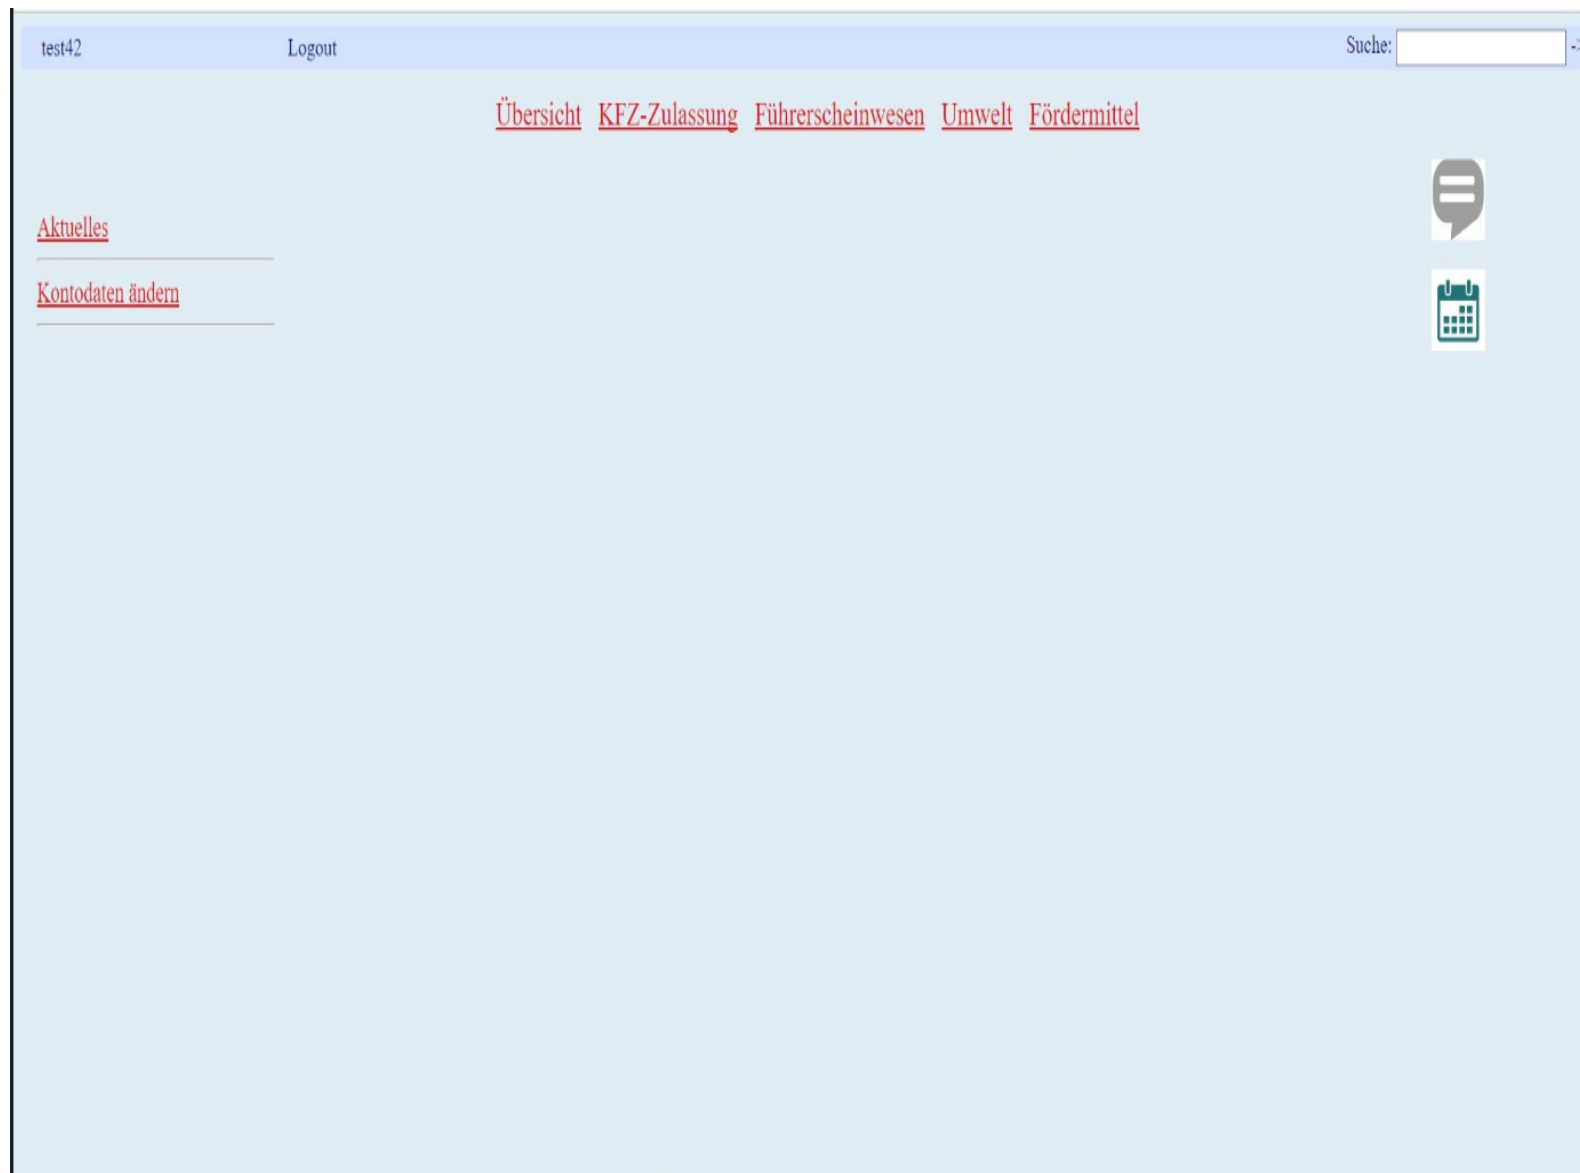 test42 Logout Suche: ->
Übersicht KFZ-Zulassung Führerscheinwesen Umwelt Fördermittel
Aktuelles
Kontodaten ändern